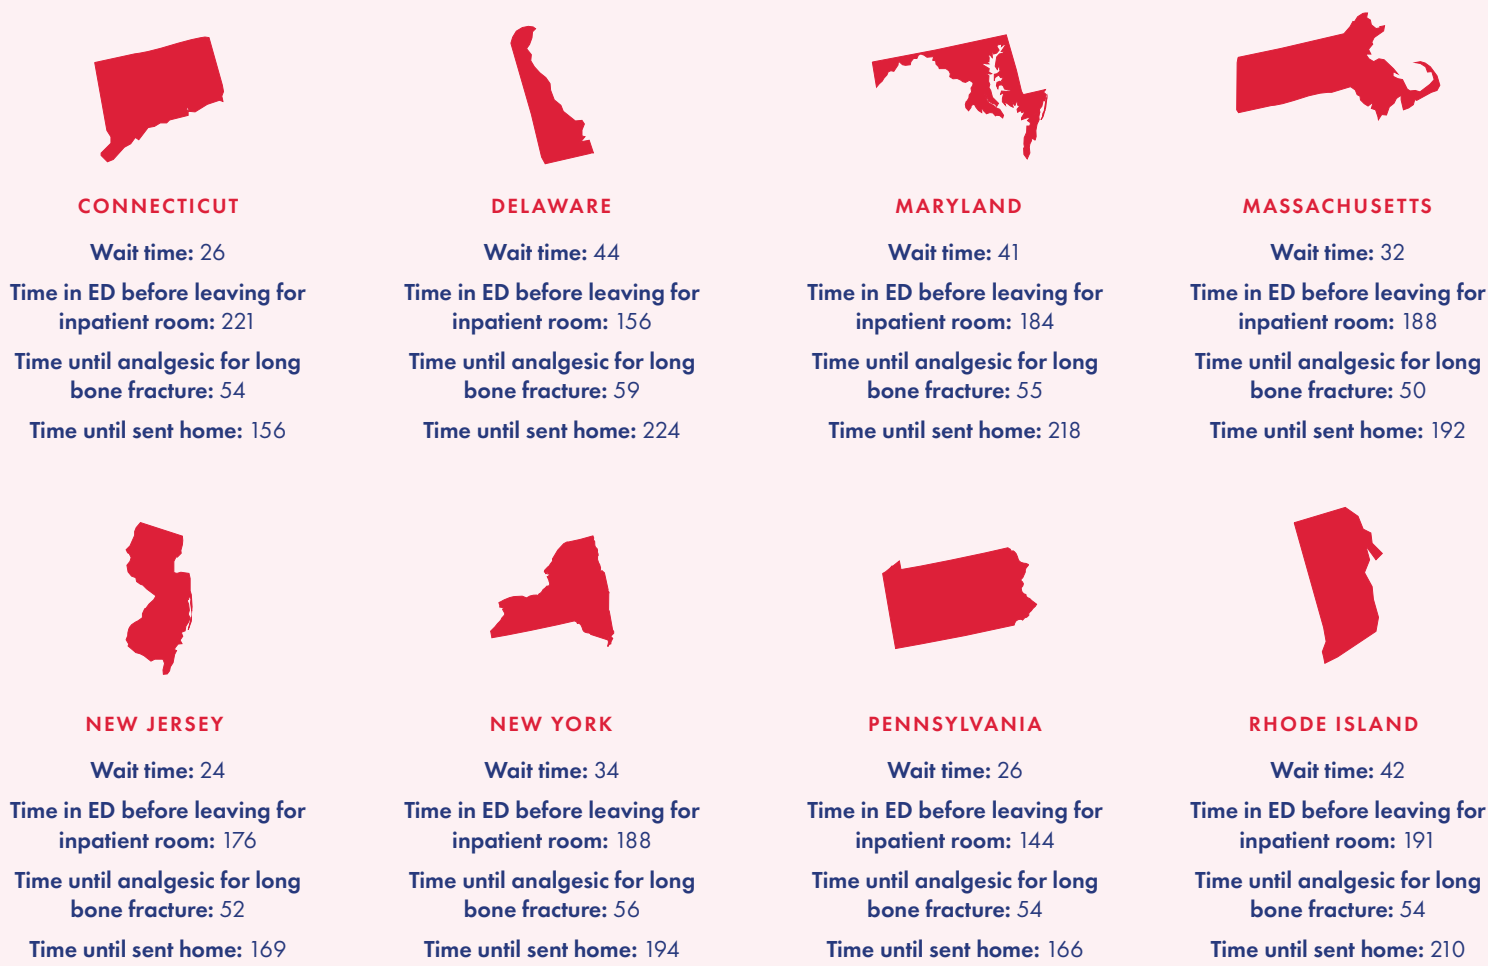 CONNECTICUT
Wait time: 26
Time in ED before leaving for
inpatient room: 221
Time until analgesic for long
bone fracture: 54
Time until sent home: 156
DELAWARE
Wait time: 44
Time in ED before leaving for
inpatient room: 156
Time until analgesic for long
bone fracture: 59
Time until sent home: 224
MARYLAND
Wait time: 41
Time in ED before leaving for
inpatient room: 184
Time until analgesic for long
bone fracture: 55
Time until sent home: 218
MASSACHUSETTS
Wait time: 32
Time in ED before leaving for
inpatient room: 188
Time until analgesic for long
bone fracture: 50
Time until sent home: 192
NEW JERSEY
Wait time: 24
Time in ED before leaving for
inpatient room: 176
Time until analgesic for long
bone fracture: 52
Time until sent home: 169
NEW YORK
Wait time: 34
Time in ED before leaving for
inpatient room: 188
Time until analgesic for long
bone fracture: 56
Time until sent home: 194
PENNSYLVANIA
Wait time: 26
Time in ED before leaving for
inpatient room: 144
Time until analgesic for long
bone fracture: 54
Time until sent home: 166
RHODE ISLAND
Wait time: 42
Time in ED before leaving for
inpatient room: 191
Time until analgesic for long
bone fracture: 54
Time until sent home: 210